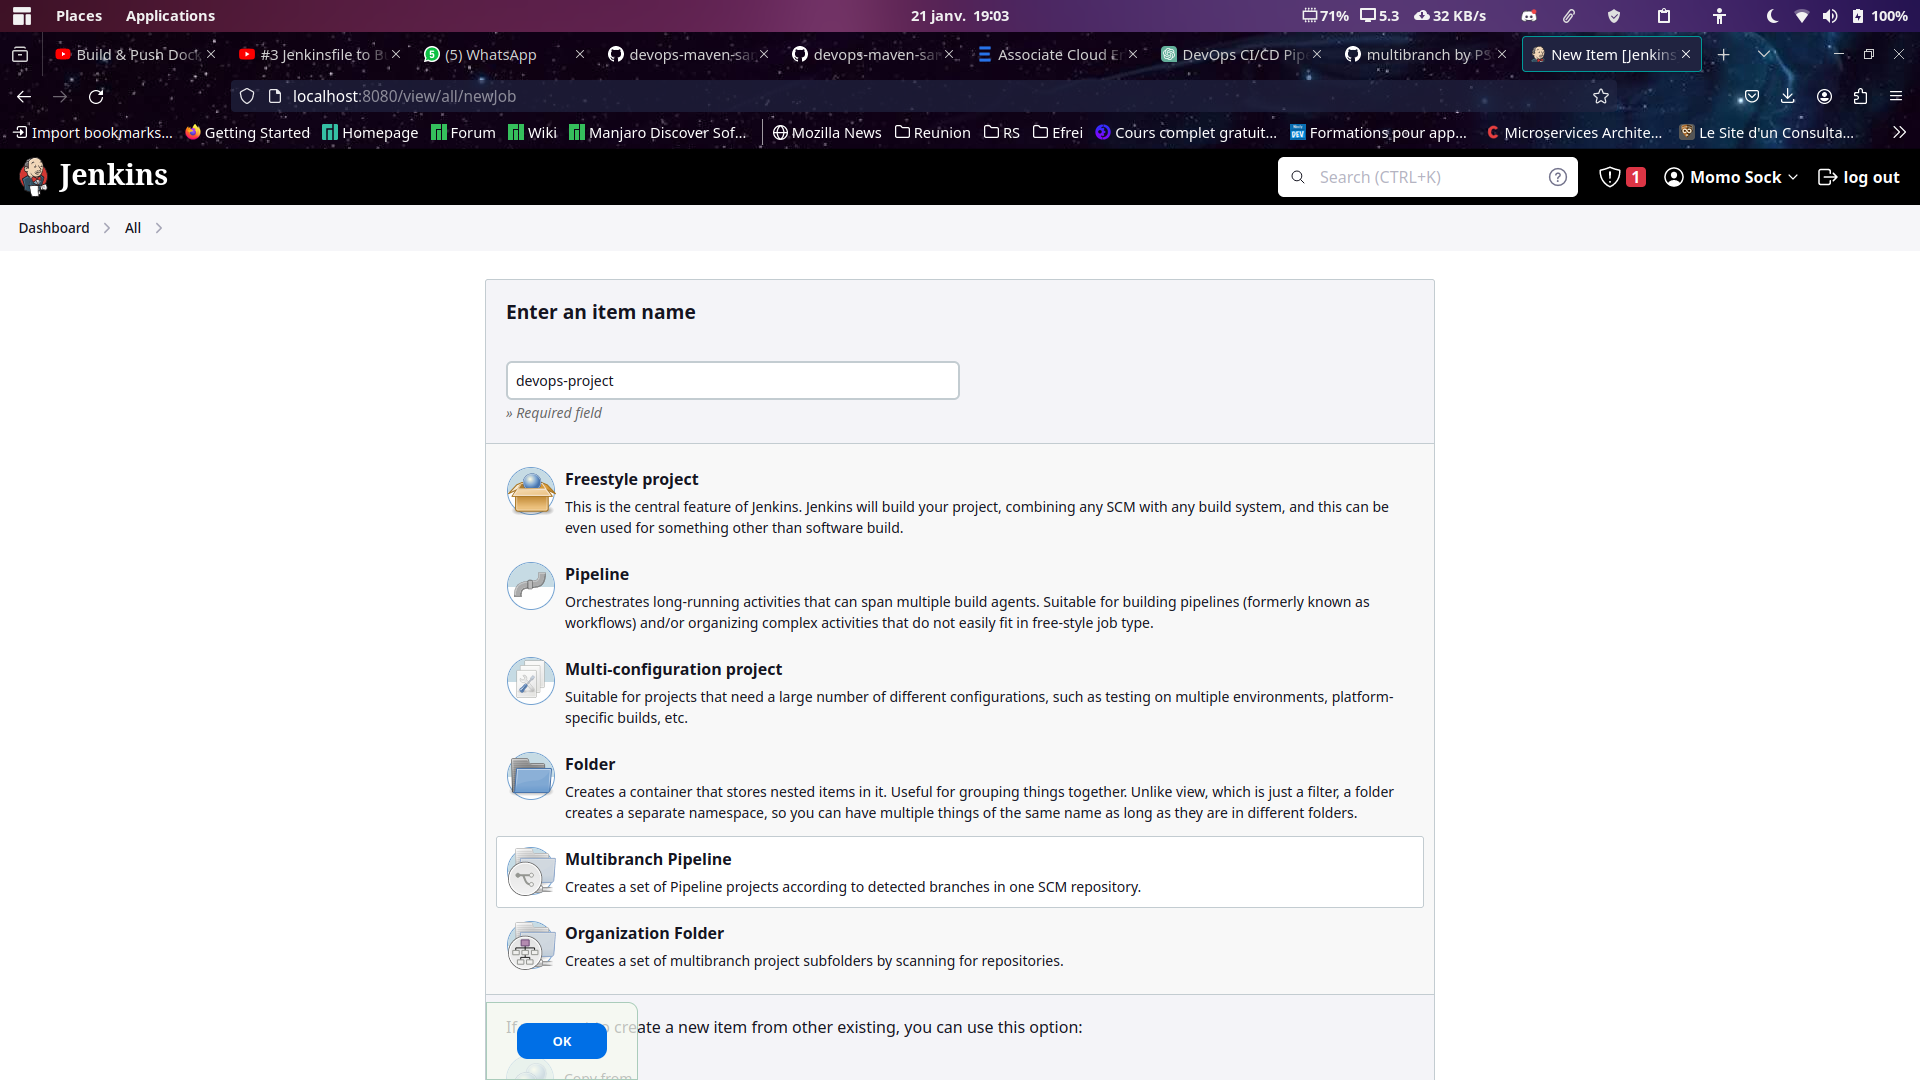 Places Applications 21 janv. 19:03 71% 5.3 32 KB/s 100%
Build & Push Dock #3 Jenkinsfile to B (5) WhatsApp devops-maven-sa devops-maven-sar Associate Cloud E DevOps CI/CD Pip multibranch by PS New Item [Jenkins
localhost:8080/view/all/newJob
Import bookmarks... Getting Started Homepage Forum Wiki Manjaro Discover Sof... Mozilla News Reunion RS Efrei Cours complet gratuit... Formations pour app... Microservices Archite... Le Site d'un Consulta...
Jenkins Search (CTRL+K) 1 Momo Sock log out
Dashboard All
Enter an item name
devops-project
» Required field
Freestyle project
This is the central feature of Jenkins. Jenkins will build your project, combining any SCM with any build system, and this can be
even used for something other than software build.
Pipeline
Orchestrates long-running activities that can span multiple build agents. Suitable for building pipelines (formerly known as
workflows) and/or organizing complex activities that do not easily fit in free-style job type.
Multi-configuration project
Suitable for projects that need a large number of different configurations, such as testing on multiple environments, platform-
specific builds, etc.
Folder
Creates a container that stores nested items in it. Useful for grouping things together. Unlike view, which is just a filter, a folder
creates a separate namespace, so you can have multiple things of the same name as long as they are in different folders.
Multibranch Pipeline
Creates a set of Pipeline projects according to detected branches in one SCM repository.
Organization Folder
Creates a set of multibranch project subfolders by scanning for repositories.
If create a new item from other existing, you can use this option:
OK
Copy from